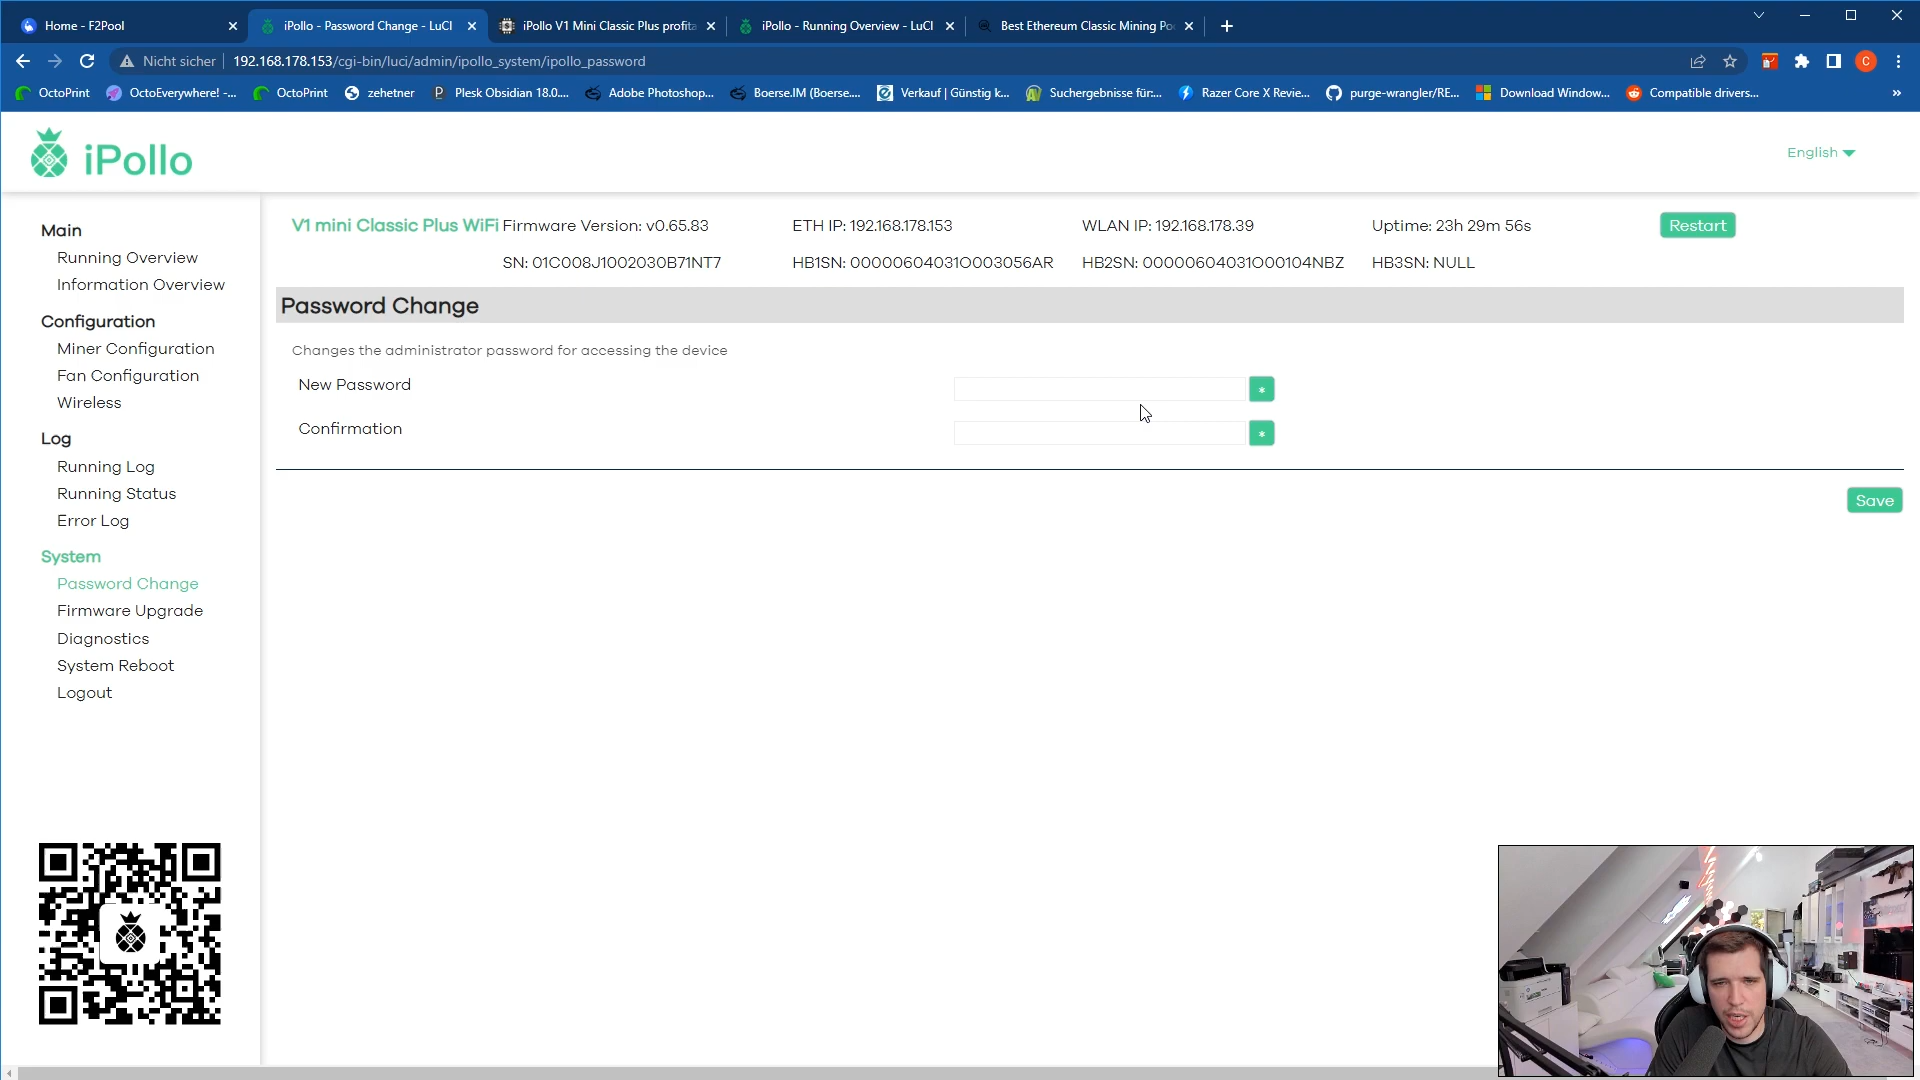 Home - F2Pool
iPollo - Password Change - LuCI
iPollo V1 Mini Classic Plus profita
iPollo - Running Overview - LuCI
Best Ethereum Classic Mining Po
Nicht sicher
192.168.178.153/cgi-bin/luci/admin/ipollo_system/ipollo_password
C
OctoPrint
OctoEverywhere! -...
OctoPrint
zehetner
Plesk Obsidian 18.0....
Adobe Photoshop...
Boerse.IM (Boerse....
Verkauf | Günstig k...
Suchergebnisse für:...
Razer Core X Revie...
purge-wrangler/RE...
Download Window...
Compatible drivers...
»
iPollo
English
Main
Running Overview
Information Overview
Configuration
Miner Configuration
Fan Configuration
Wireless
Log
Running Log
Running Status
Error Log
System
Password Change
Firmware Upgrade
Diagnostics
System Reboot
Logout
V1 mini Classic Plus WiFi Firmware Version: v0.65.83 ETH IP: 192.168.178.153 WLAN IP: 192.168.178.39 Uptime: 23h 29m 56s Restart
SN: 01C008J1002030B71NT7 HB1SN: 00000604031O003056AR HB2SN: 00000604031O00104NBZ HB3SN: NULL
Password Change
Changes the administrator password for accessing the device
New Password *
Confirmation *
Save